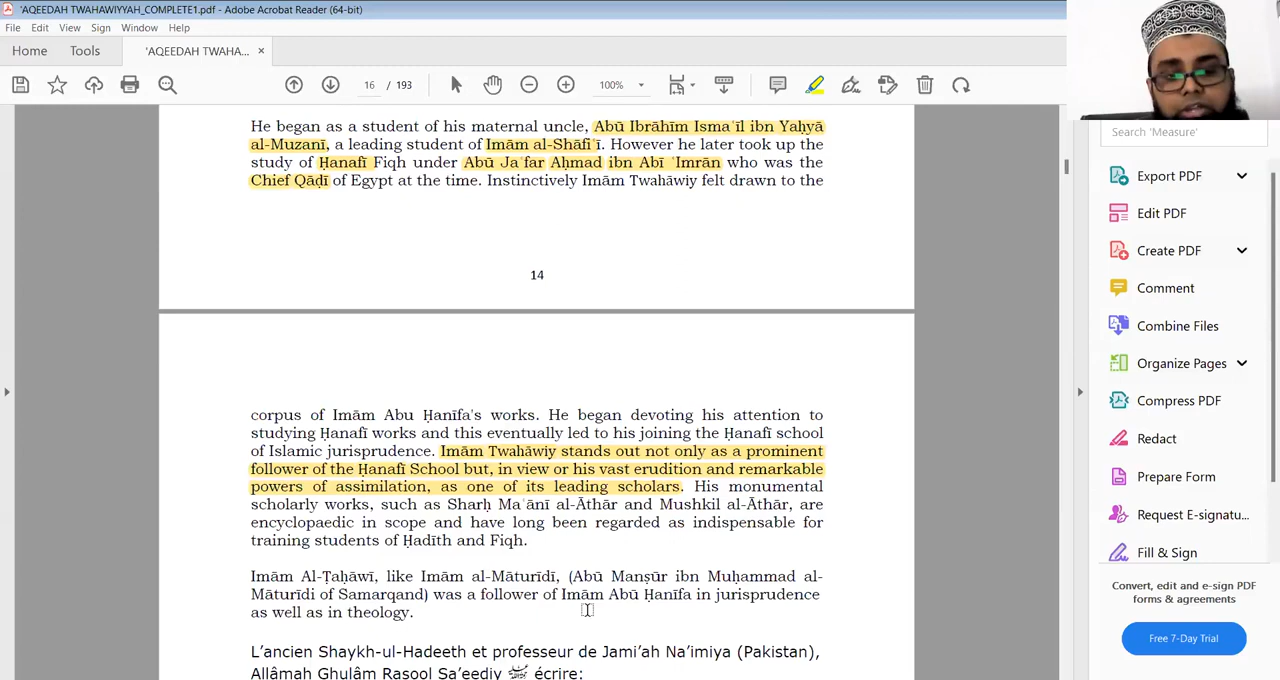 'AQEEDAH TWAHAWIYYAH_COMPLETE1.pdf - Adobe Acrobat Reader (64-bit)
File Edit View Sign Window Help
Home Tools 'AQEEDAH TWAHA... ×
16 / 193 100%
He began as a student of his maternal uncle, Abū Ibrāhīm Ismaʿīl ibn Yaḥyā
al-Muzanī, a leading student of Imām al-Shāfiʿī. However he later took up the
study of Ḥanafī Fiqh under Abū Jaʿfar Aḥmad ibn Abī ʿImrān who was the
Chief Qāḍī of Egypt at the time. Instinctively Imām Twahāwiy felt drawn to the
14
corpus of Imām Abu Ḥanīfa's works. He began devoting his attention to
studying Ḥanafī works and this eventually led to his joining the Ḥanafī school
of Islamic jurisprudence. Imām Twahāwiy stands out not only as a prominent
follower of the Ḥanafī School but, in view or his vast erudition and remarkable
powers of assimilation, as one of its leading scholars. His monumental
scholarly works, such as Sharḥ Maʿānī al-Āthār and Mushkil al-Āthār, are
encyclopaedic in scope and have long been regarded as indispensable for
training students of Ḥadīth and Fiqh.
Imām Al-Ṭaḥāwī, like Imām al-Māturīdī, (Abū Manṣūr ibn Muḥammad al-
Māturīdī of Samarqand) was a follower of Imām Abū Ḥanīfa in jurisprudence
as well as in theology.
L'ancien Shaykh-ul-Hadeeth et professeur de Jami'ah Na'imiya (Pakistan),
Allâmah Ghulâm Rasool Sa'eediy écrire:
Search 'Measure'
Export PDF
Edit PDF
Create PDF
Comment
Combine Files
Organize Pages
Compress PDF
Redact
Prepare Form
Request E-signatu...
Fill & Sign
Convert, edit and e-sign PDF
forms & agreements
Free 7-Day Trial